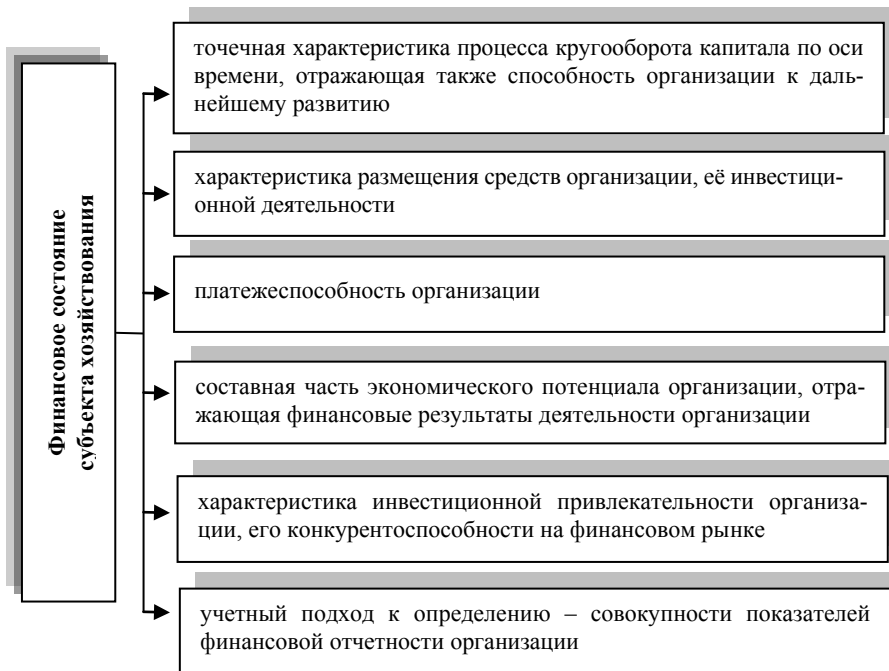 Финансовое состояние
субъекта хозяйствования
точечная характеристика процесса кругооборота капитала по оси
времени, отражающая также способность организации к даль-
нейшему развитию
характеристика размещения средств организации, её инвестици-
онной деятельности
платежеспособность организации
составная часть экономического потенциала организации, отра-
жающая финансовые результаты деятельности организации
характеристика инвестиционной привлекательности организа-
ции, его конкурентоспособности на финансовом рынке
учетный подход к определению – совокупности показателей
финансовой отчетности организации